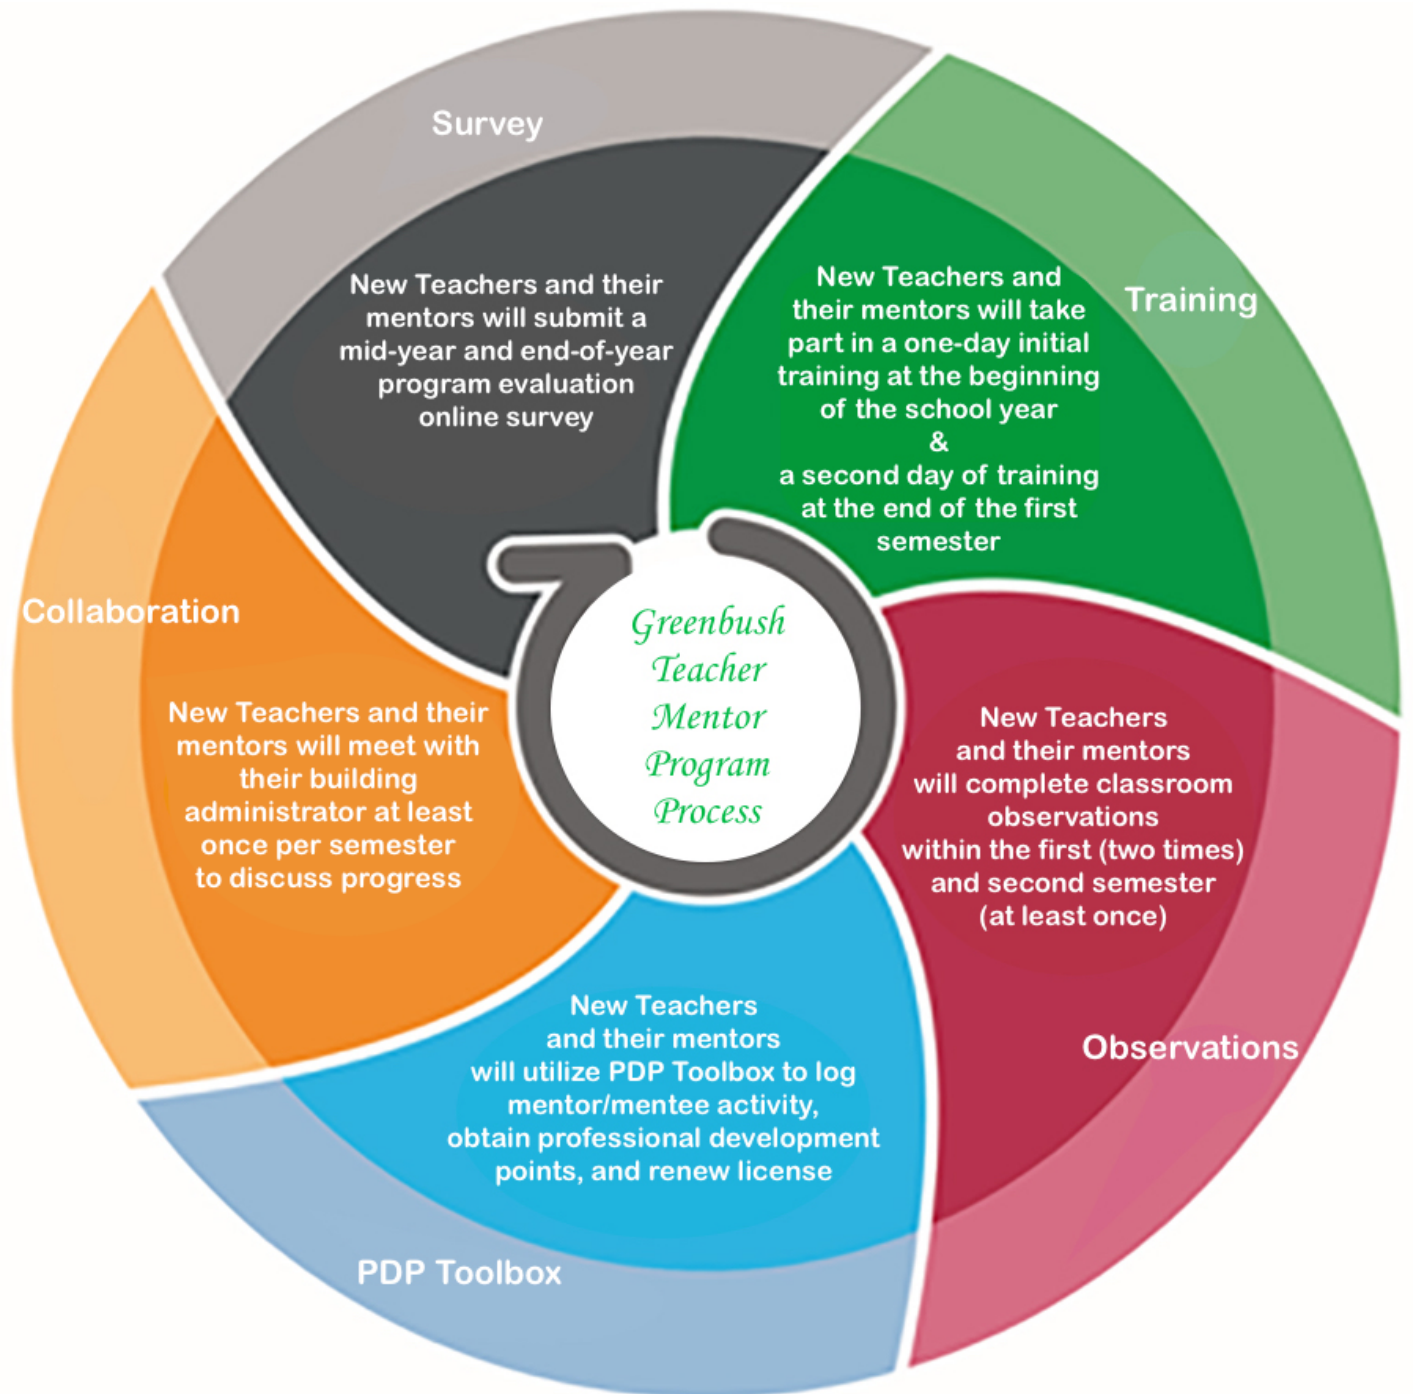 Survey
New Teachers and their
mentors will submit a
mid-year and end-of-year
program evaluation
online survey
Training
New Teachers and
their mentors will take
part in a one-day initial
training at the beginning
of the school year
&
a second day of training
at the end of the first
semester
Observations
New Teachers
and their mentors
will complete classroom
observations
within the first (two times)
and second semester
(at least once)
PDP Toolbox
New Teachers
and their mentors
will utilize PDP Toolbox to log
mentor/mentee activity,
obtain professional development
points, and renew license
Collaboration
New Teachers and their
mentors will meet with
their building
administrator at least
once per semester
to discuss progress
Greenbush
Teacher
Mentor
Program
Process